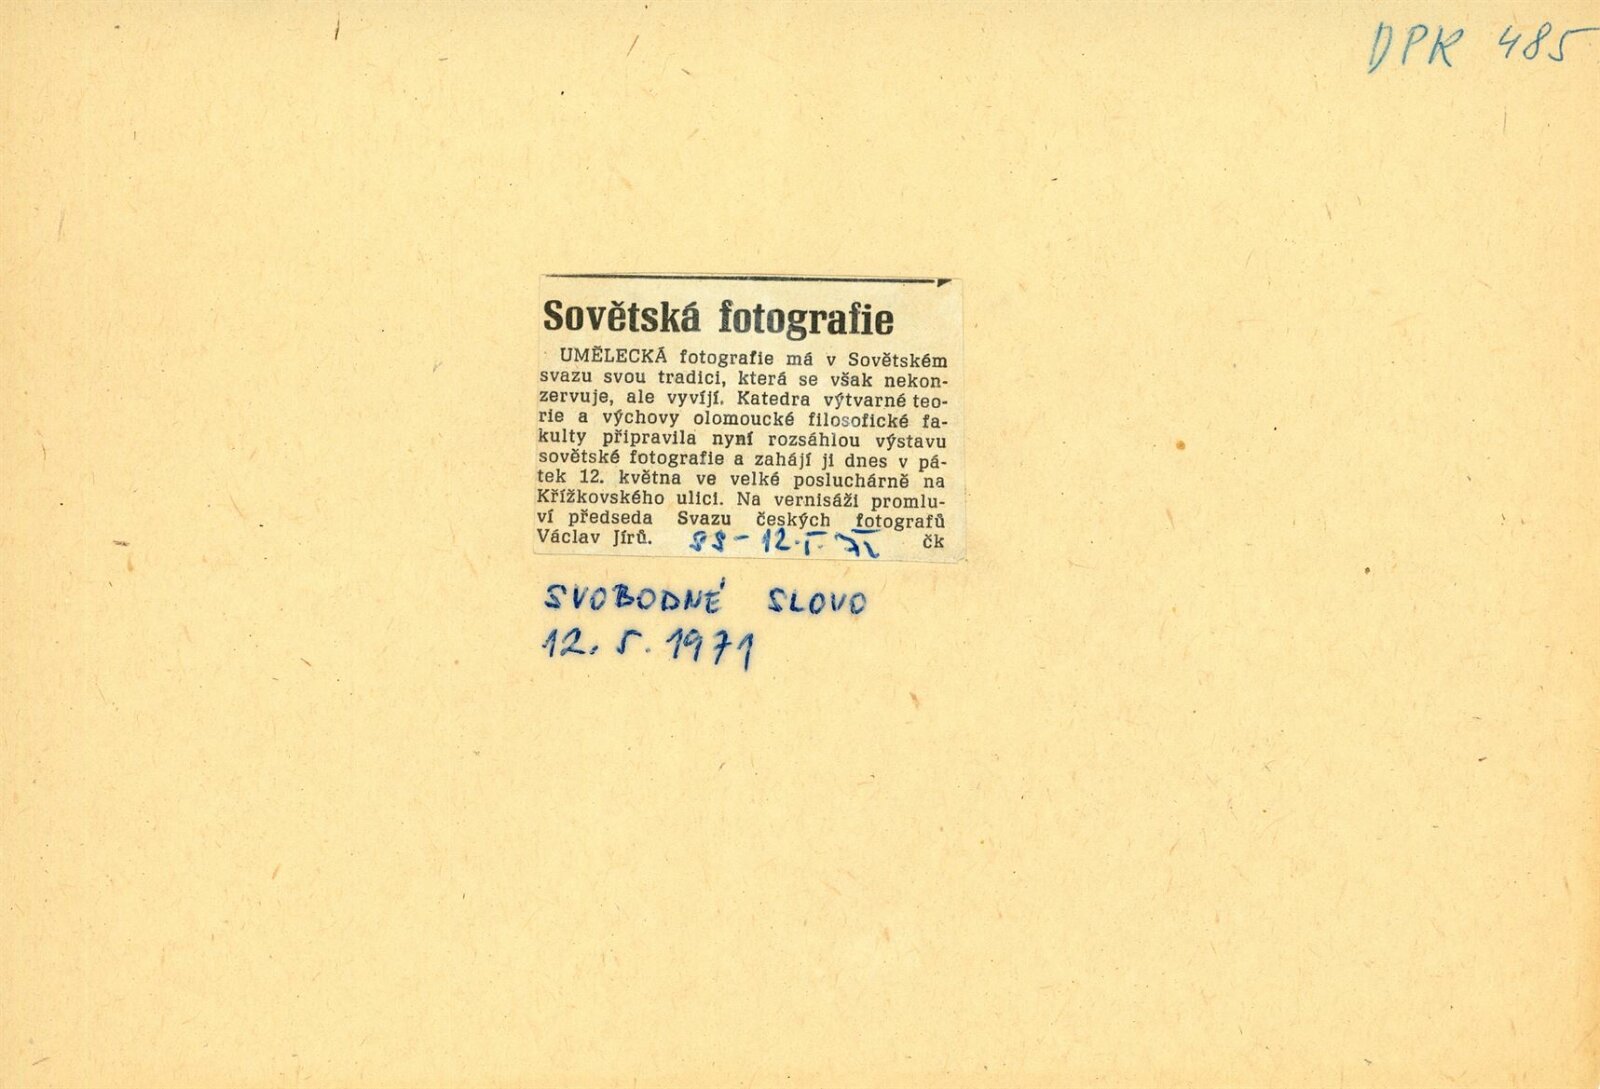 DPK 485
Sovětská fotografie
UMĚLECKÁ fotografie má v Sovětském
svazu svou tradici, která se však nekon-
zervuje, ale vyvíjí. Katedra výtvarné teo-
rie a výchovy olomoucké filosofické fa-
kulty připravila nyní rozsáhlou výstavu
sovětské fotografie a zahájí ji dnes v pá-
tek 12. května ve velké posluchárně na
Křížkovského ulici. Na vernisáži promlu-
ví předseda Svazu českých fotografů
Václav Jírů. SS - 12. čk
SVOBODNÉ SLOVO
12. 5. 1971